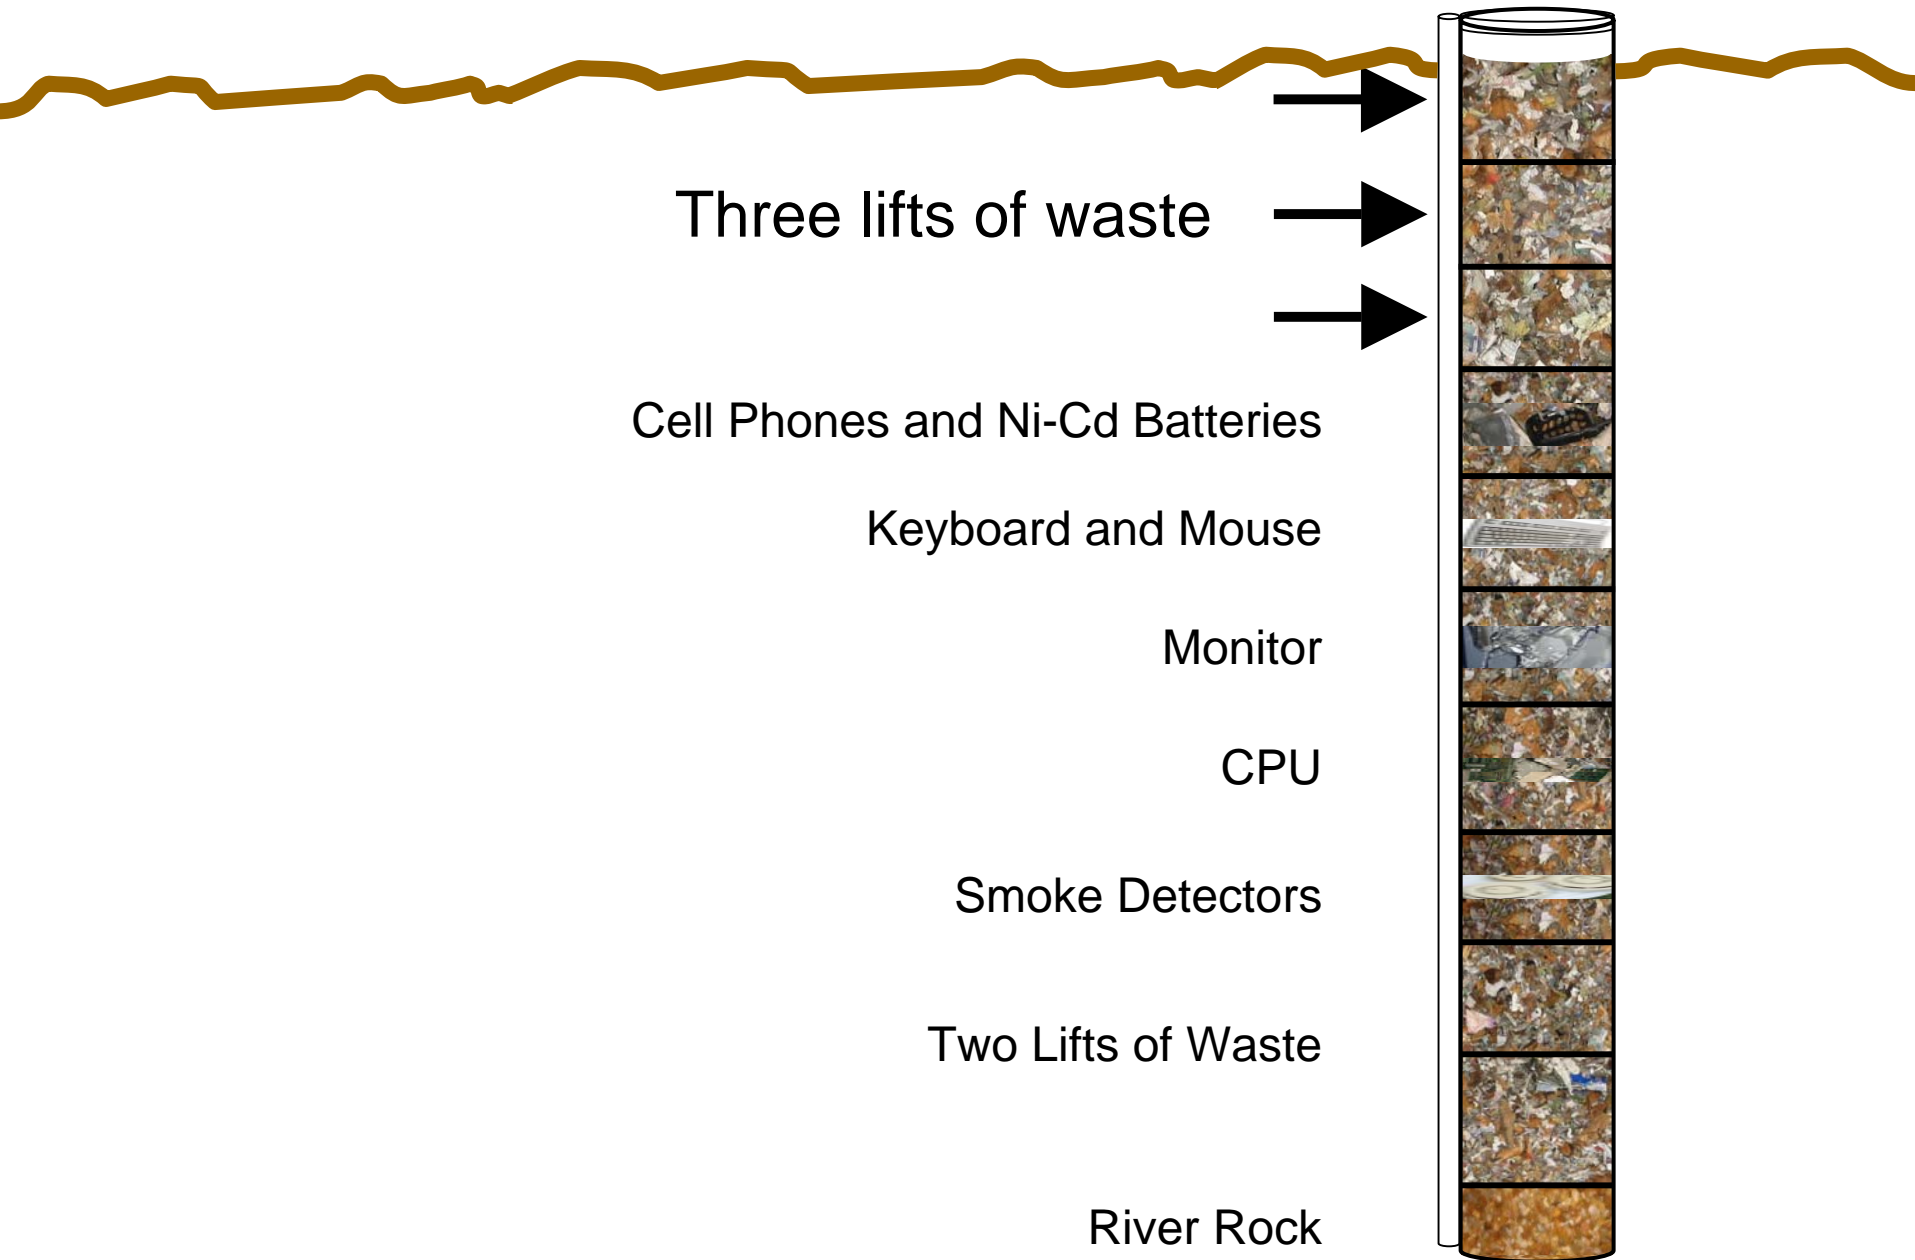 Three lifts of waste
Cell Phones and Ni-Cd Batteries
Keyboard and Mouse
Monitor
CPU
Smoke Detectors
Two Lifts of Waste
River Rock